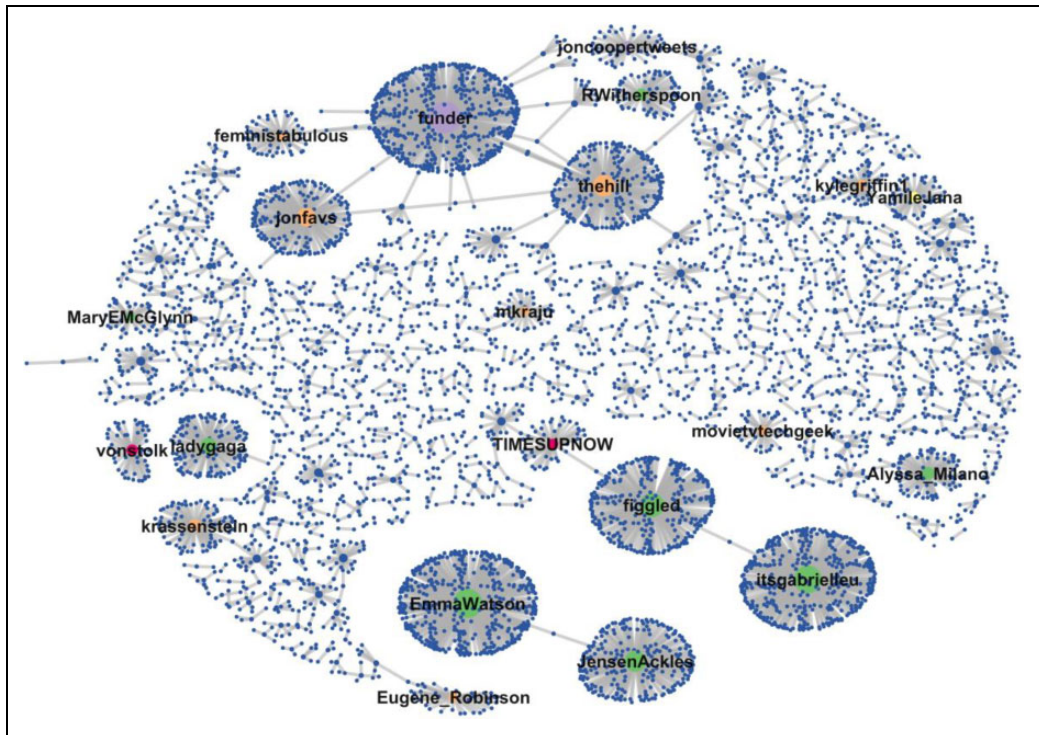 joncoopertweets
RWitherspoon
funder
feministabulous
thehill
kylegriffin1
YamileJana
jonfavs
mkraju
MaryEMcGlynn
movietvtechgeek
TIMESUPNOW
vonstolk
ladygaga
Alyssa_Milano
figgled
krassenstein
itsgabrielleu
EmmaWatson
JensenAckles
Eugene_Robinson